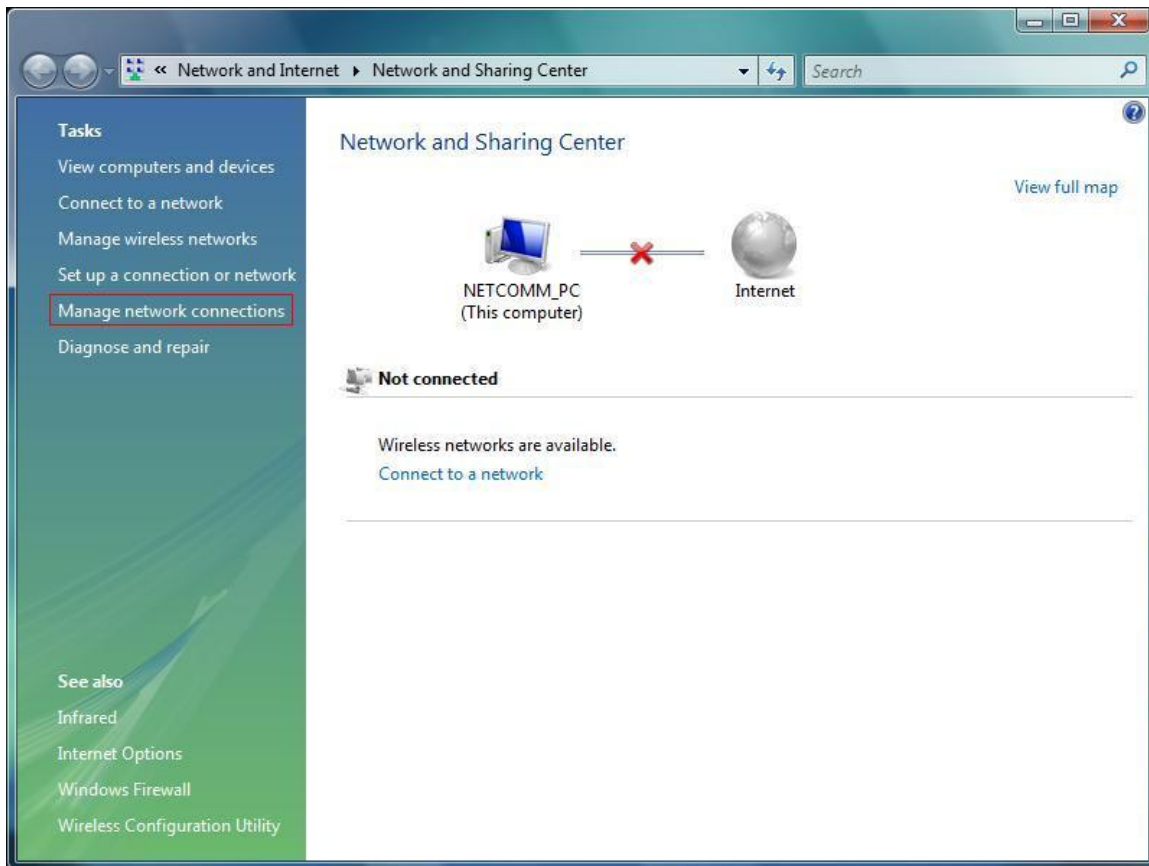 « Network and Internet ▸ Network and Sharing Center
Search
Tasks
View computers and devices
Connect to a network
Manage wireless networks
Set up a connection or network
Manage network connections
Diagnose and repair
See also
Infrared
Internet Options
Windows Firewall
Wireless Configuration Utility
Network and Sharing Center
View full map
NETCOMM_PC
(This computer)
Internet
Not connected
Wireless networks are available.
Connect to a network